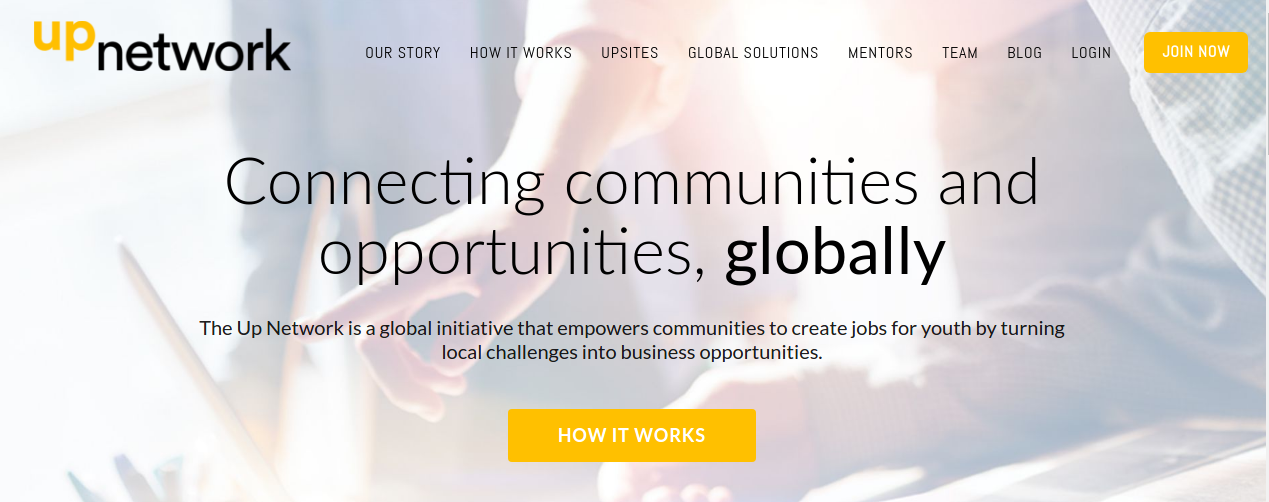 upnetwork
OUR STORY HOW IT WORKS UPSITES GLOBAL SOLUTIONS MENTORS TEAM BLOG LOGIN JOIN NOW
Connecting communities and
opportunities, globally
The Up Network is a global initiative that empowers communities to create jobs for youth by turning
local challenges into business opportunities.
HOW IT WORKS